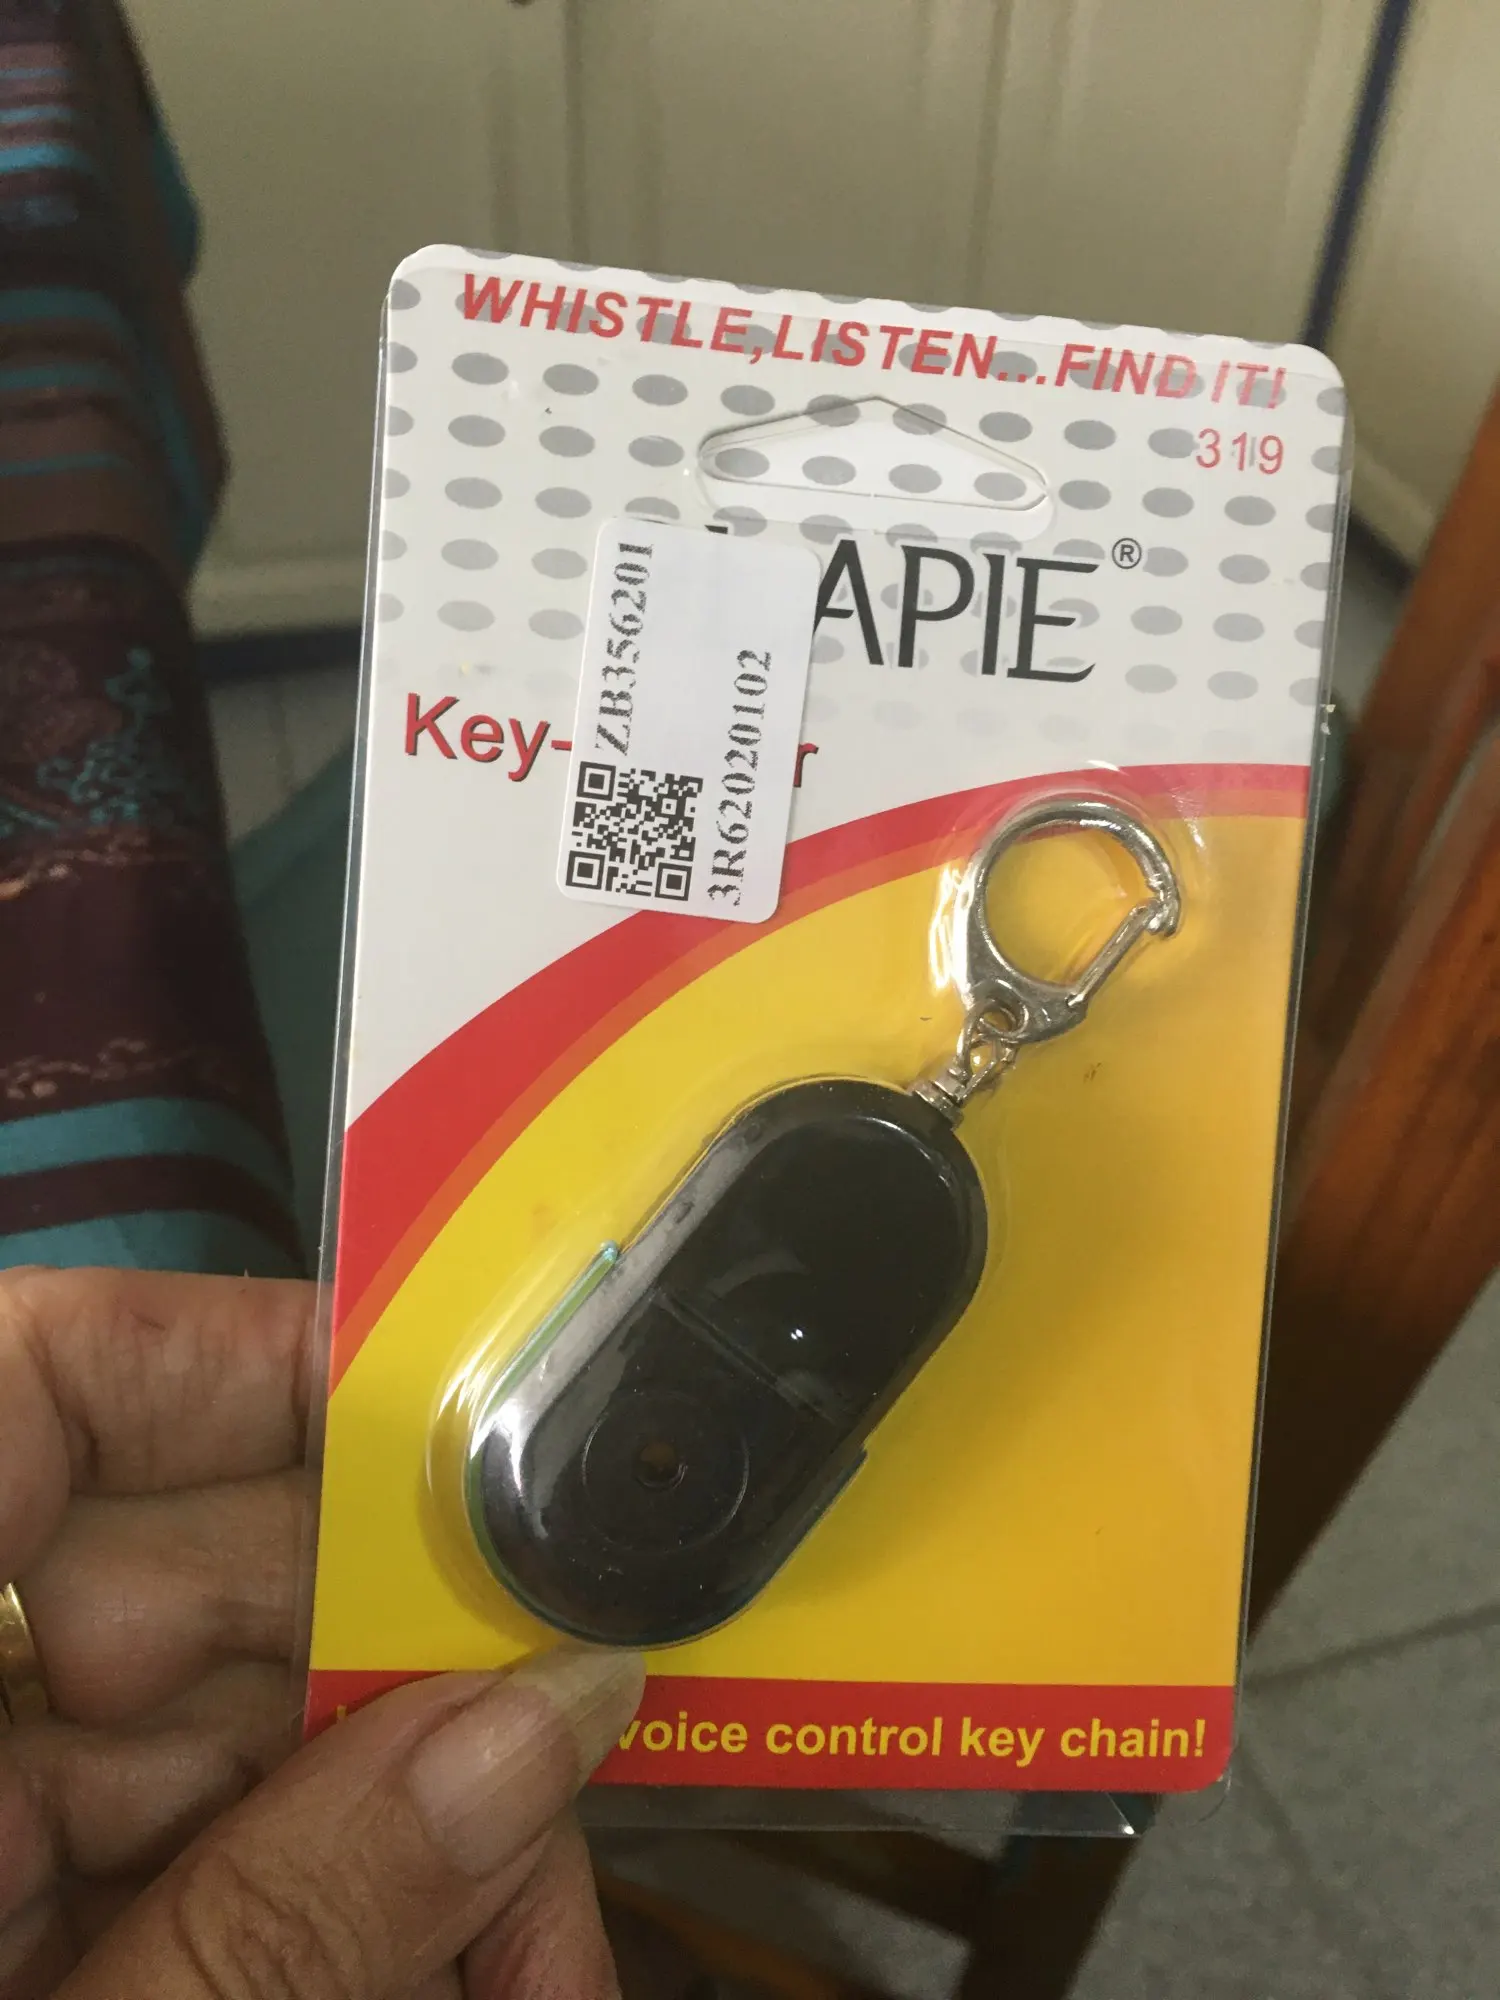 WHISTLE,LISTEN...FIND IT!
319
APIE®
Key-
r
ZB356201
3R62020102
voice control key chain!